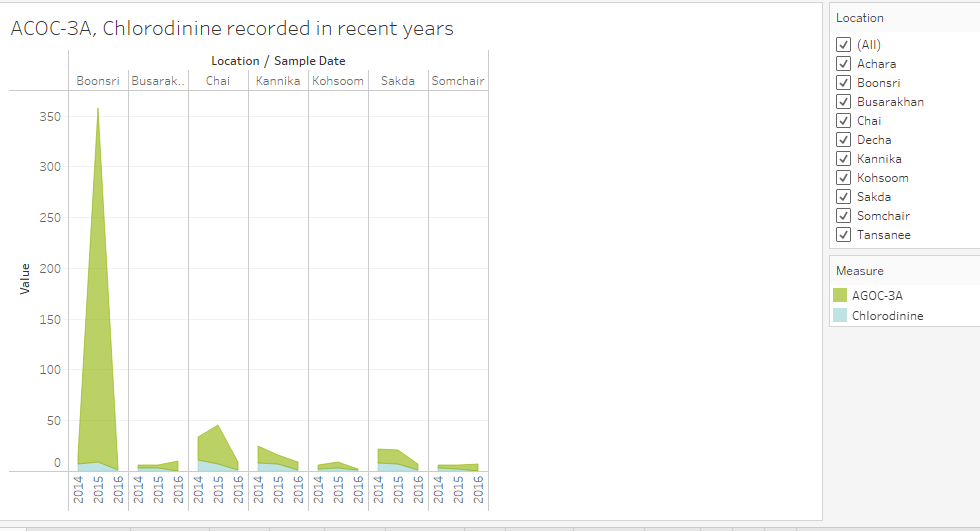 ACOC-3A, Chlorodinine recorded in recent years
Location / Sample Date
Boonsri Busarak.. Chai Kannika Kohsoom Sakda Somchair
Value
350
300
250
200
150
100
50
0
2014 2015 2016 2014 2015 2016 2014 2015 2016 2014 2015 2016 2014 2015 2016 2014 2015 2016 2014 2015 2016
Location
(All)
Achara
Boonsri
Busarakhan
Chai
Decha
Kannika
Kohsoom
Sakda
Somchair
Tansanee
Measure
AGOC-3A
Chlorodinine